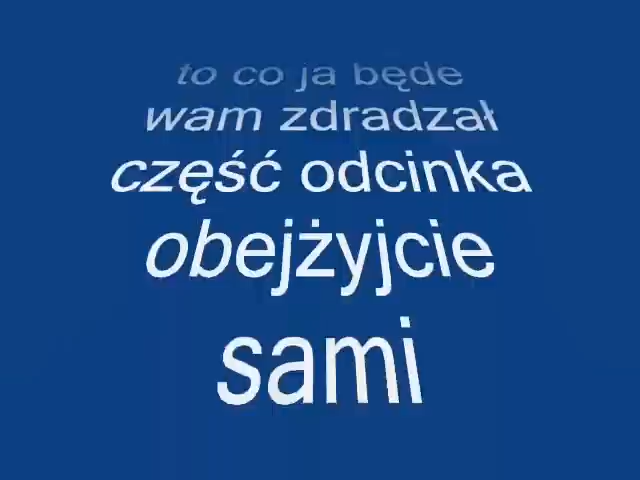 to co ja będe
wam zdradzał
część odcinka
obejżyjcie
sami